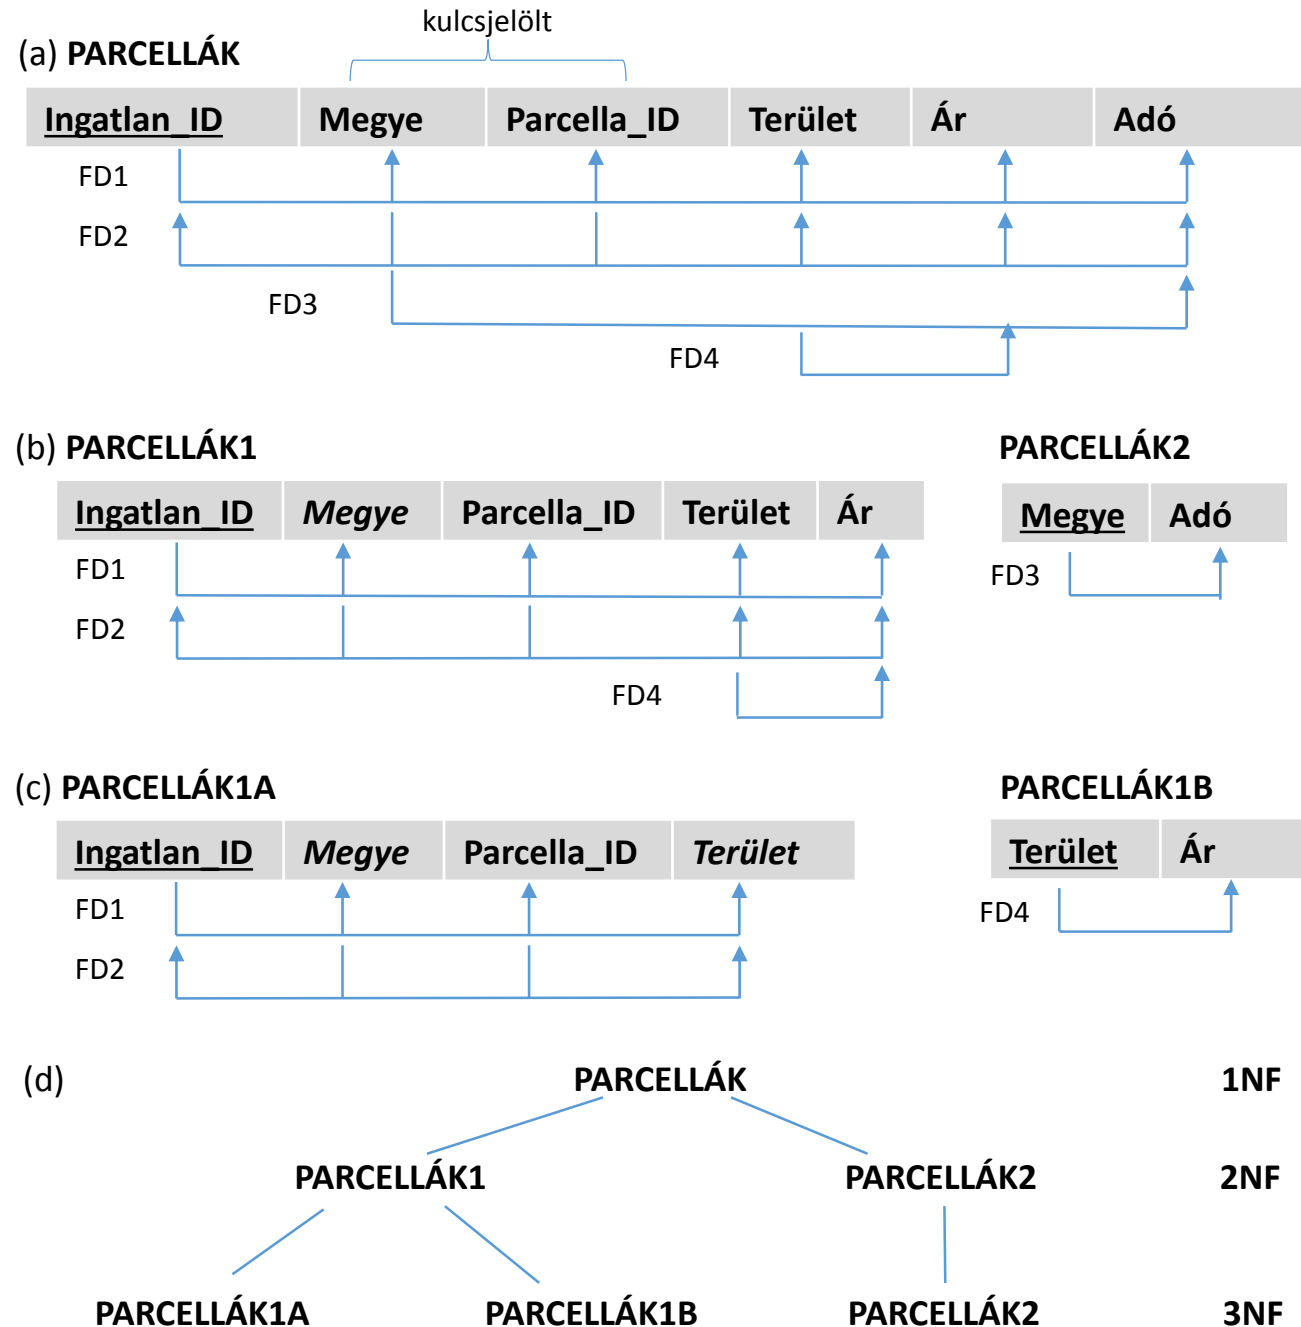 kulcsjelölt
(a) PARCELLÁK
Ingatlan_ID Megye Parcella_ID Terület Ár Adó
FD1
FD2
FD3
FD4
(b) PARCELLÁK1 PARCELLÁK2
Ingatlan_ID Megye Parcella_ID Terület Ár Megye Adó
FD1 FD3
FD2
FD4
(c) PARCELLÁK1A PARCELLÁK1B
Ingatlan_ID Megye Parcella_ID Terület Terület Ár
FD1 FD4
FD2
(d) PARCELLÁK 1NF
PARCELLÁK1 PARCELLÁK2 2NF
PARCELLÁK1A PARCELLÁK1B PARCELLÁK2 3NF